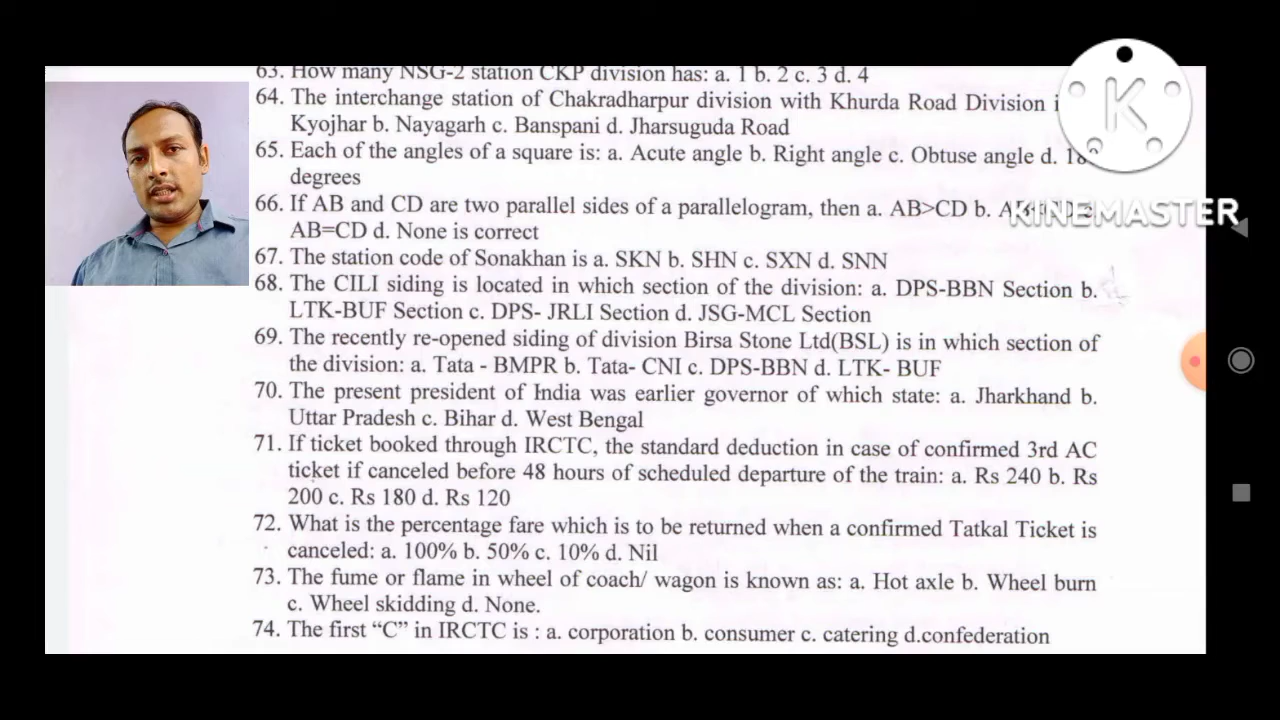 63. How many NSG-2 station CKP division has: a. 1 b. 2 c. 3 d. 4
64. The interchange station of Chakradharpur division with Khurda Road Division
Kyojhar b. Nayagarh c. Banspani d. Jharsuguda Road
65. Each of the angles of a square is: a. Acute angle b. Right angle c. Obtuse angle d.
degrees
66. If AB and CD are two parallel sides of a parallelogram, then a. AB>CD b.
AB=CD d. None is correct
67. The station code of Sonakhan is a. SKN b. SHN c. SXN d. SNN
68. The CILI siding is located in which section of the division: a. DPS-BBN Section b.
LTK-BUF Section c. DPS- JRLI Section d. JSG-MCL Section
69. The recently re-opened siding of division Birsa Stone Ltd(BSL) is in which section of
the division: a. Tata - BMPR b. Tata- CNI c. DPS-BBN d. LTK- BUF
70. The present president of India was earlier governor of which state: a. Jharkhand b.
Uttar Pradesh c. Bihar d. West Bengal
71. If ticket booked through IRCTC, the standard deduction in case of confirmed 3rd AC
ticket if canceled before 48 hours of scheduled departure of the train: a. Rs 240 b. Rs
200 c. Rs 180 d. Rs 120
72. What is the percentage fare which is to be returned when a confirmed Tatkal Ticket is
canceled: a. 100% b. 50% c. 10% d. Nil
73. The fume or flame in wheel of coach/ wagon is known as: a. Hot axle b. Wheel burn
c. Wheel skidding d. None.
74. The first “C” in IRCTC is : a. corporation b. consumer c. catering d.confederation
K
KINEMASTER